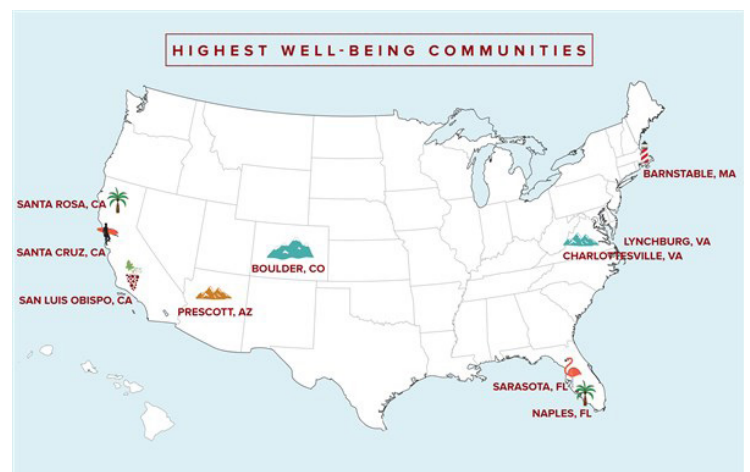 HIGHEST WELL-BEING COMMUNITIES
BARNSTABLE, MA
SANTA ROSA, CA
LYNCHBURG, VA
SANTA CRUZ, CA
CHARLOTTESVILLE, VA
BOULDER, CO
SAN LUIS OBISPO, CA
PRESCOTT, AZ
SARASOTA, FL
NAPLES, FL